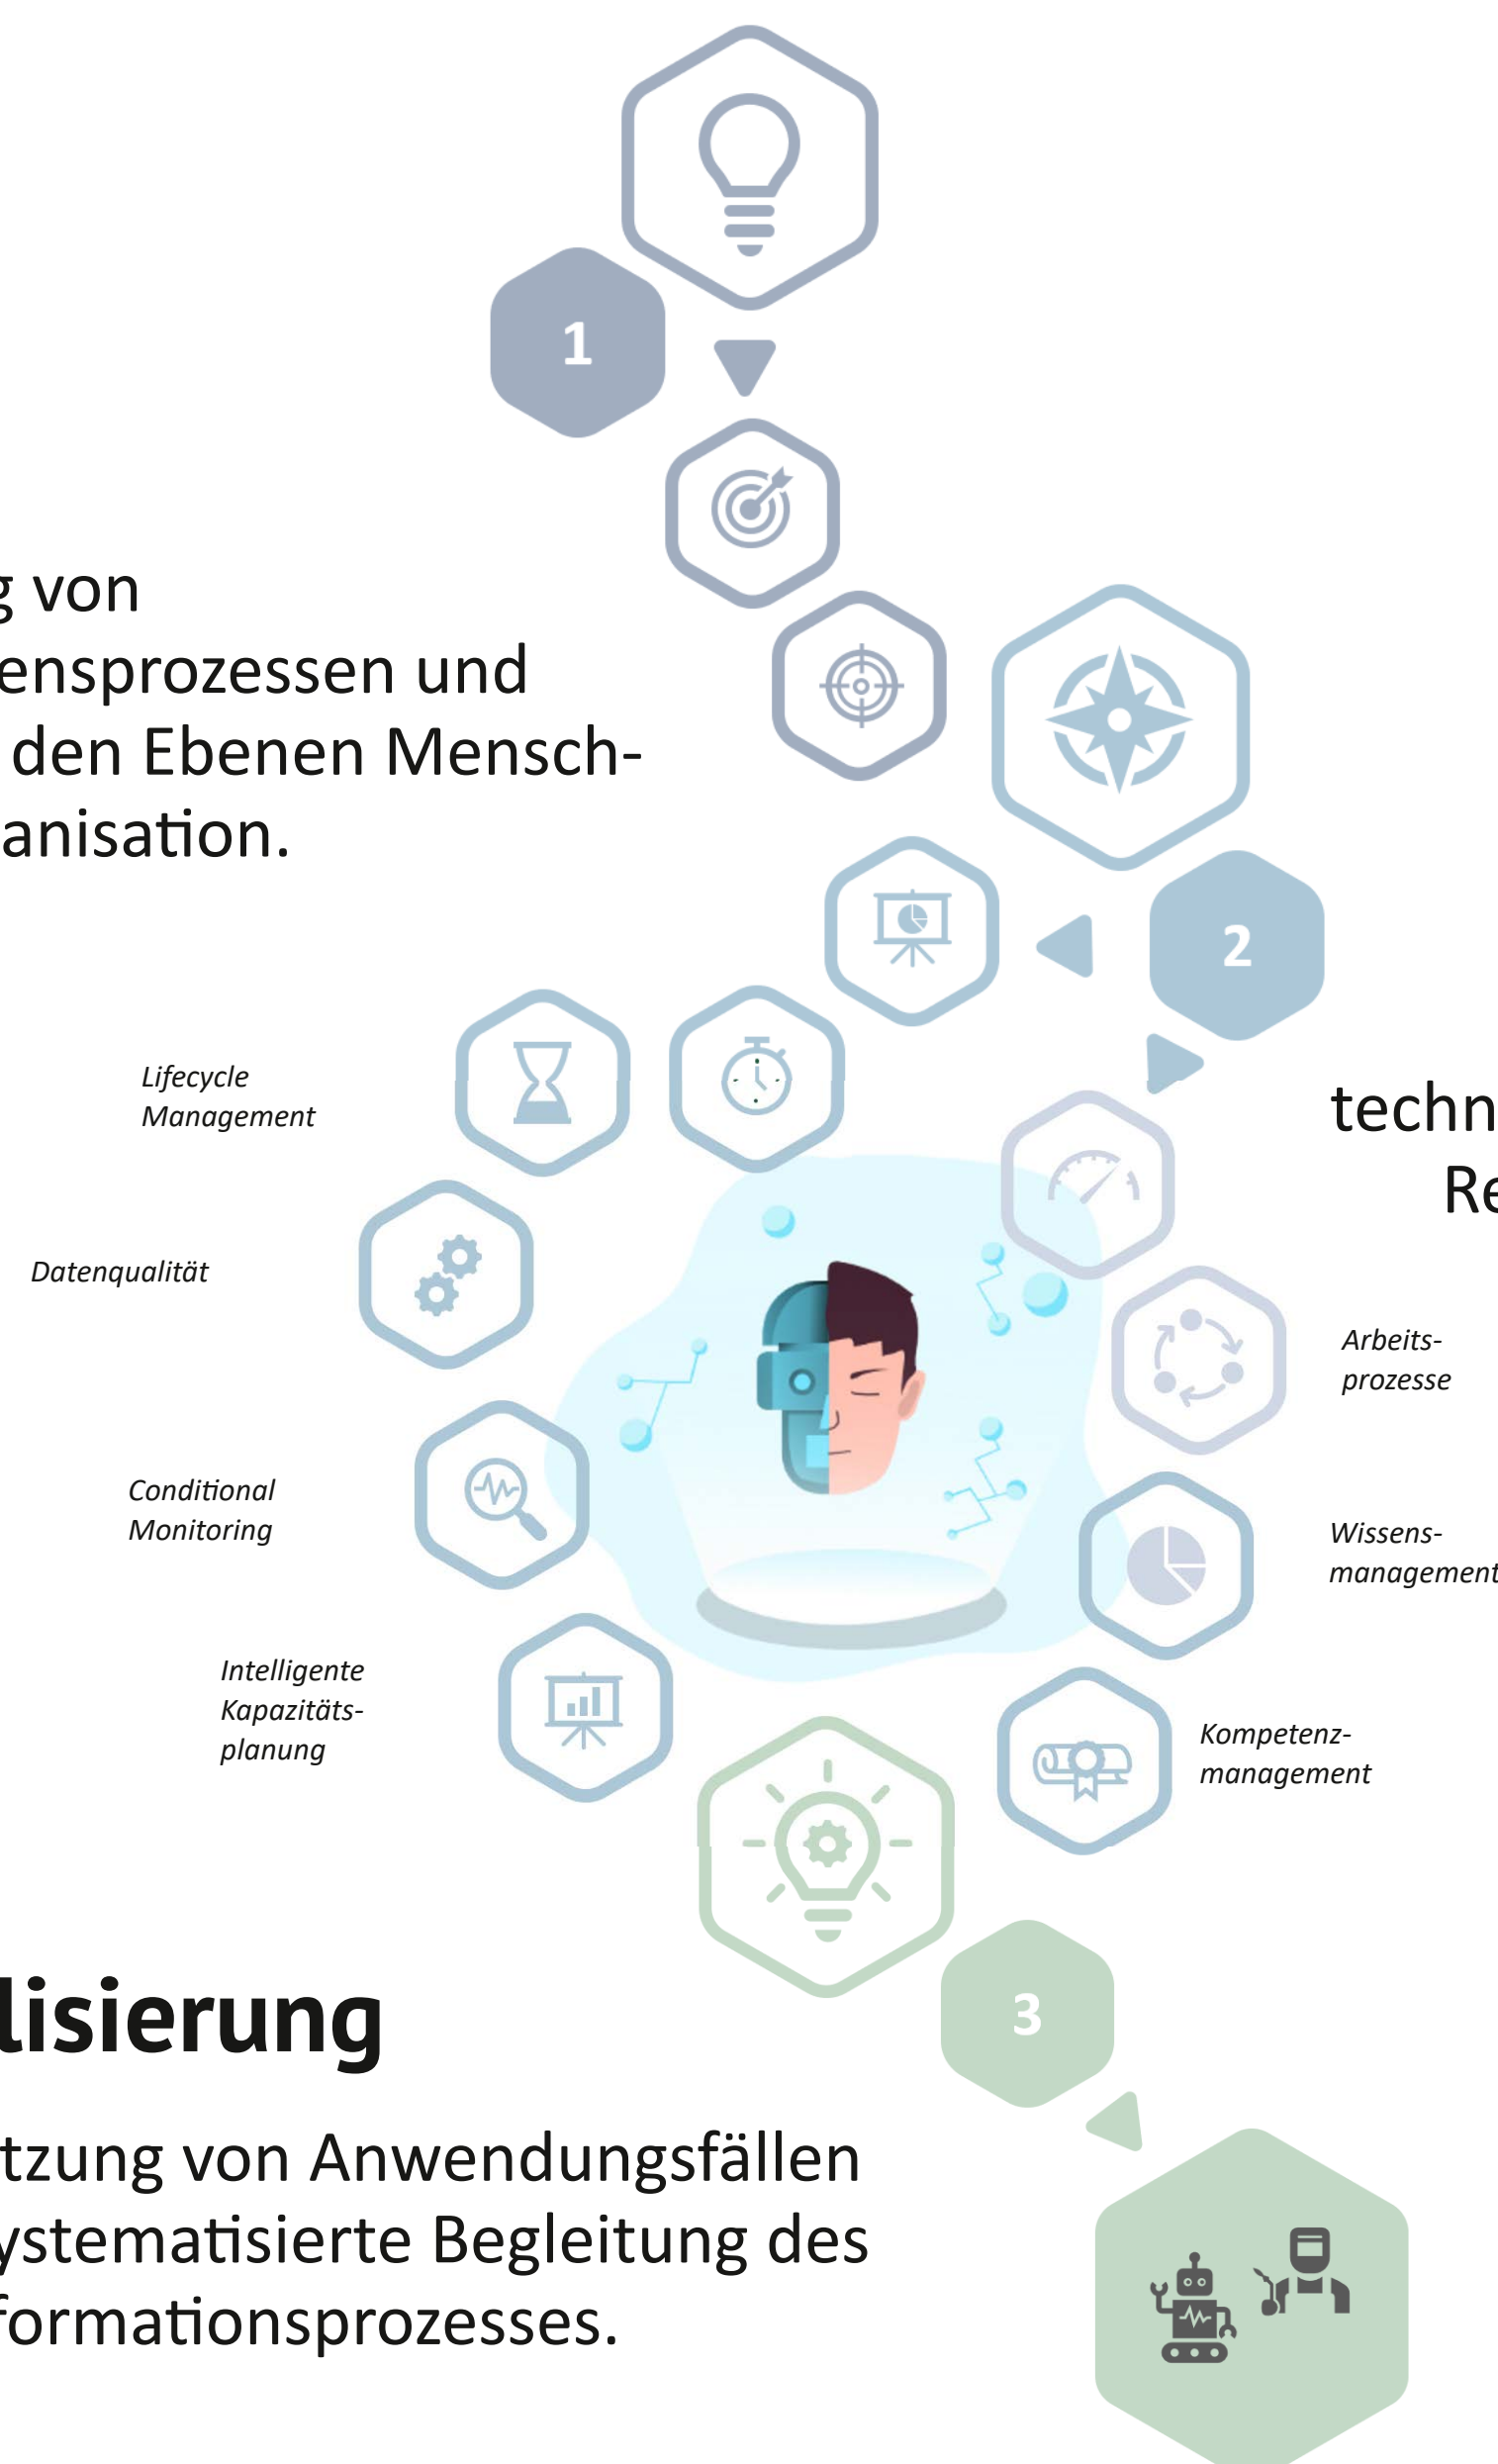 1
g von
ensprozessen und
den Ebenen Mensch-
anisation.
2
Lifecycle
Management
techn
Re
Datenqualität
Arbeits-
prozesse
Conditional
Monitoring
Wissens-
management
Intelligente
Kapazitäts-
planung
Kompetenz-
management
3
lisierung
tzung von Anwendungsfällen
ystematisierte Begleitung des
formationsprozesses.